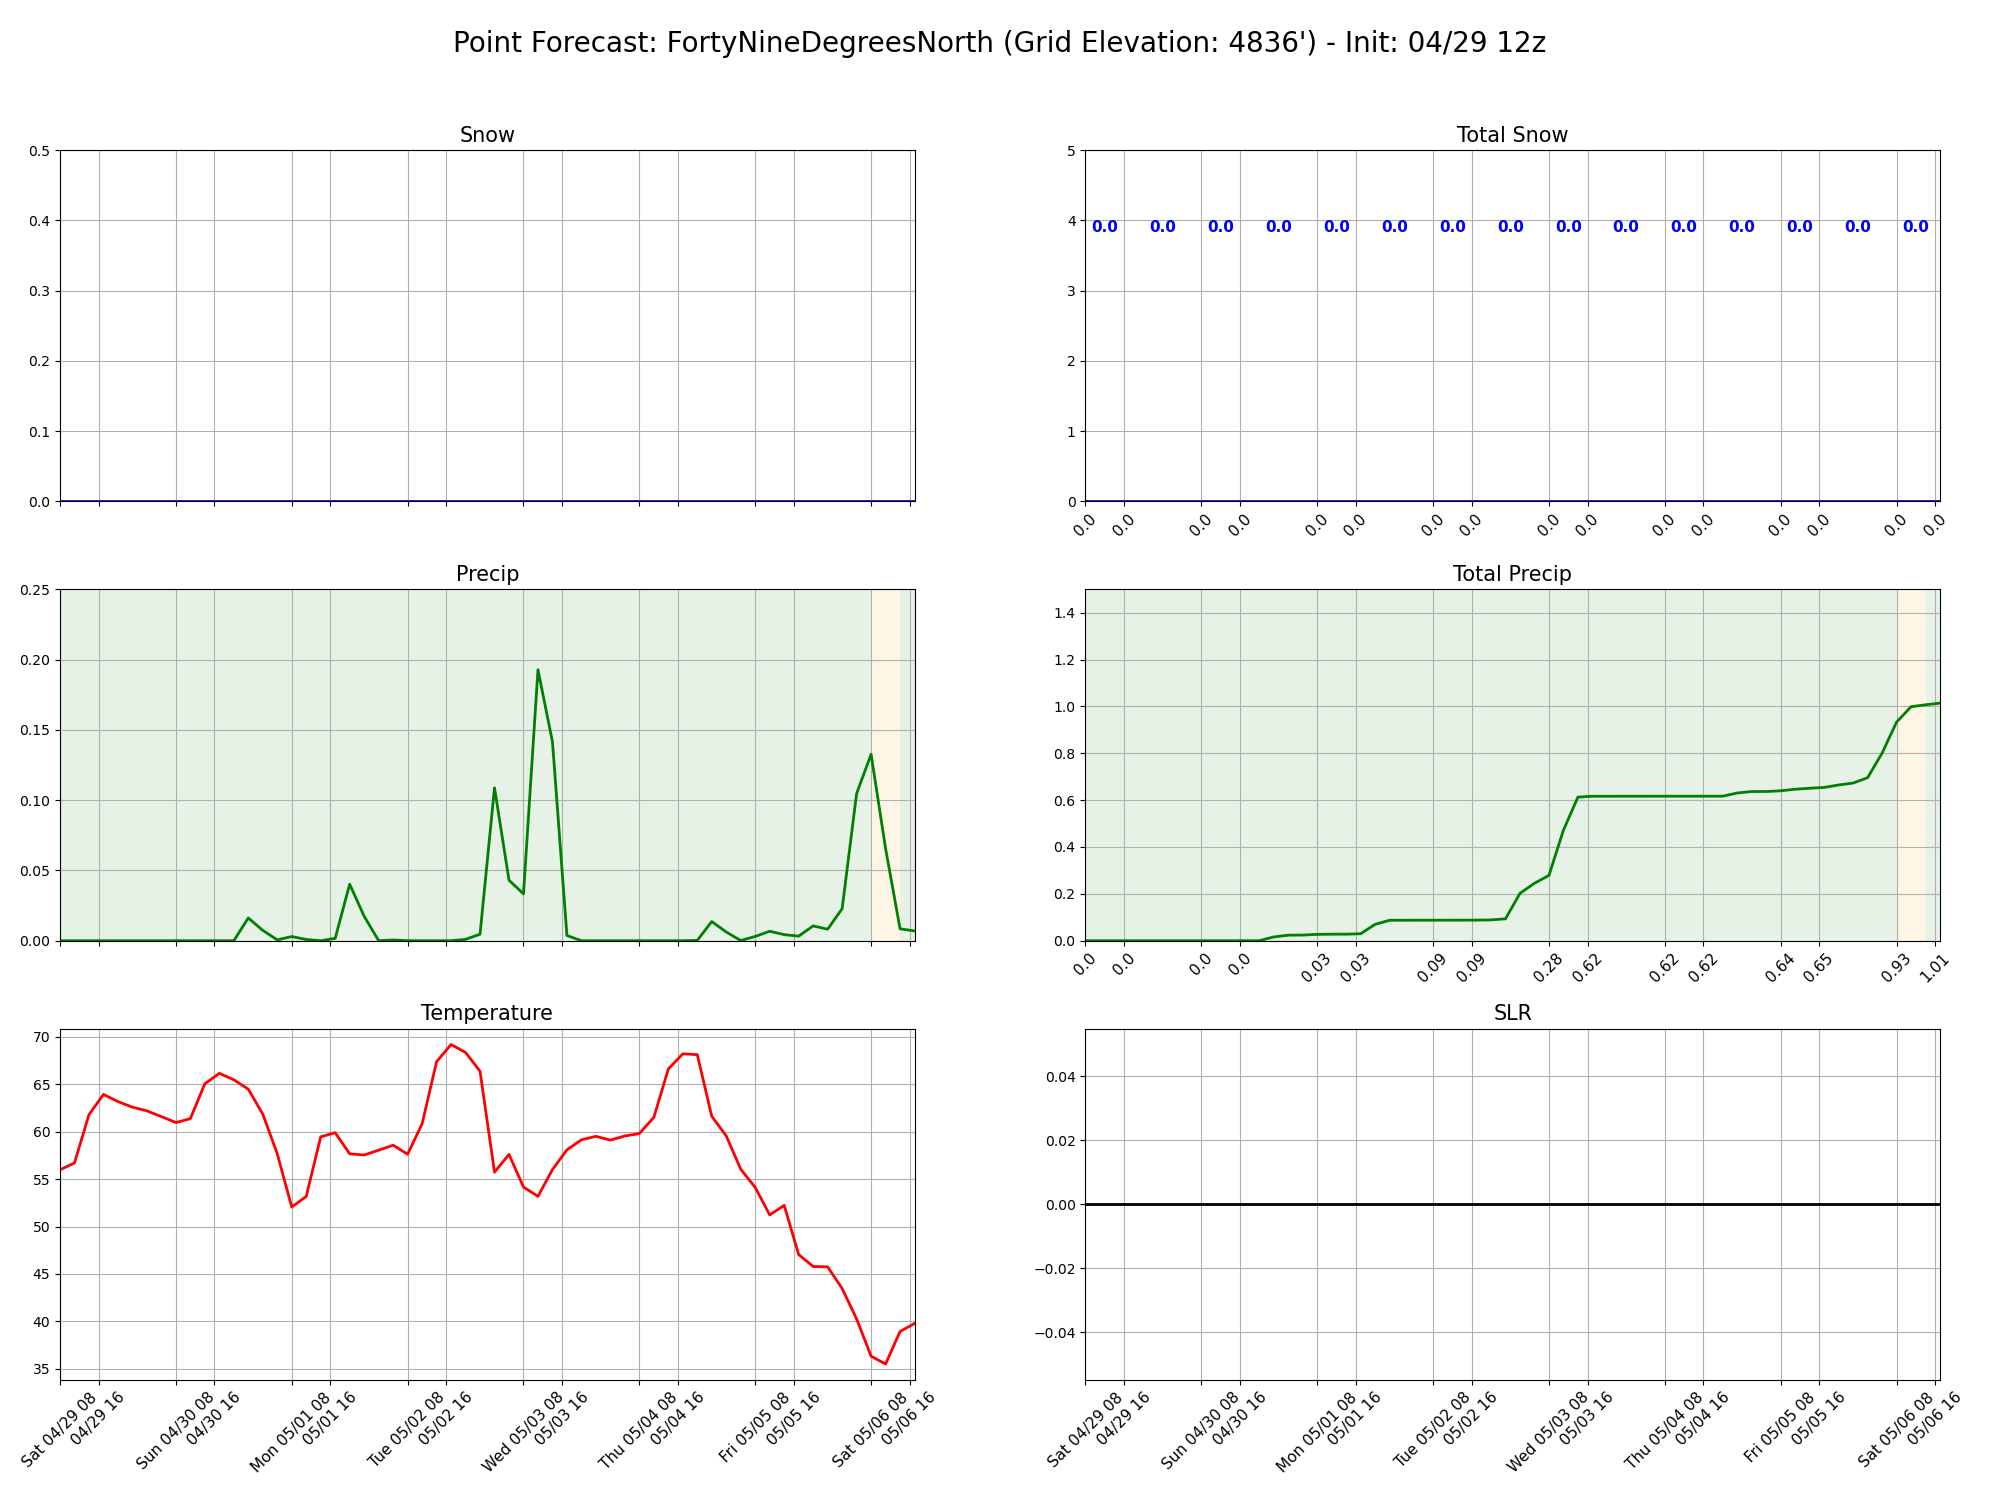 Point Forecast: FortyNineDegreesNorth (Grid Elevation: 4836') - Init: 04/29 12z
Snow
0.5
0.4
0.3
0.2
0.1
0.0
Total Snow
5
4
3
2
1
0
0.0 0.0 0.0 0.0 0.0 0.0 0.0 0.0 0.0 0.0 0.0 0.0 0.0 0.0 0.0
0.0 0.0 0.0 0.0 0.0 0.0 0.0 0.0 0.0 0.0 0.0 0.0 0.0 0.0 0.0 0.0
Precip
0.25
0.20
0.15
0.10
0.05
0.00
Total Precip
1.4
1.2
1.0
0.8
0.6
0.4
0.2
0.0
0.0 0.0 0.0 0.0 0.03 0.03 0.09 0.09 0.28 0.62 0.62 0.62 0.64 0.65 0.93 1.01
Temperature
70
65
60
55
50
45
40
35
Sat 04/29 08
04/29 16
Sun 04/30 08
04/30 16
Mon 05/01 08
05/01 16
Tue 05/02 08
05/02 16
Wed 05/03 08
05/03 16
Thu 05/04 08
05/04 16
Fri 05/05 08
05/05 16
Sat 05/06 08
05/06 16
SLR
0.04
0.02
0.00
−0.02
−0.04
Sat 04/29 08
04/29 16
Sun 04/30 08
04/30 16
Mon 05/01 08
05/01 16
Tue 05/02 08
05/02 16
Wed 05/03 08
05/03 16
Thu 05/04 08
05/04 16
Fri 05/05 08
05/05 16
Sat 05/06 08
05/06 16